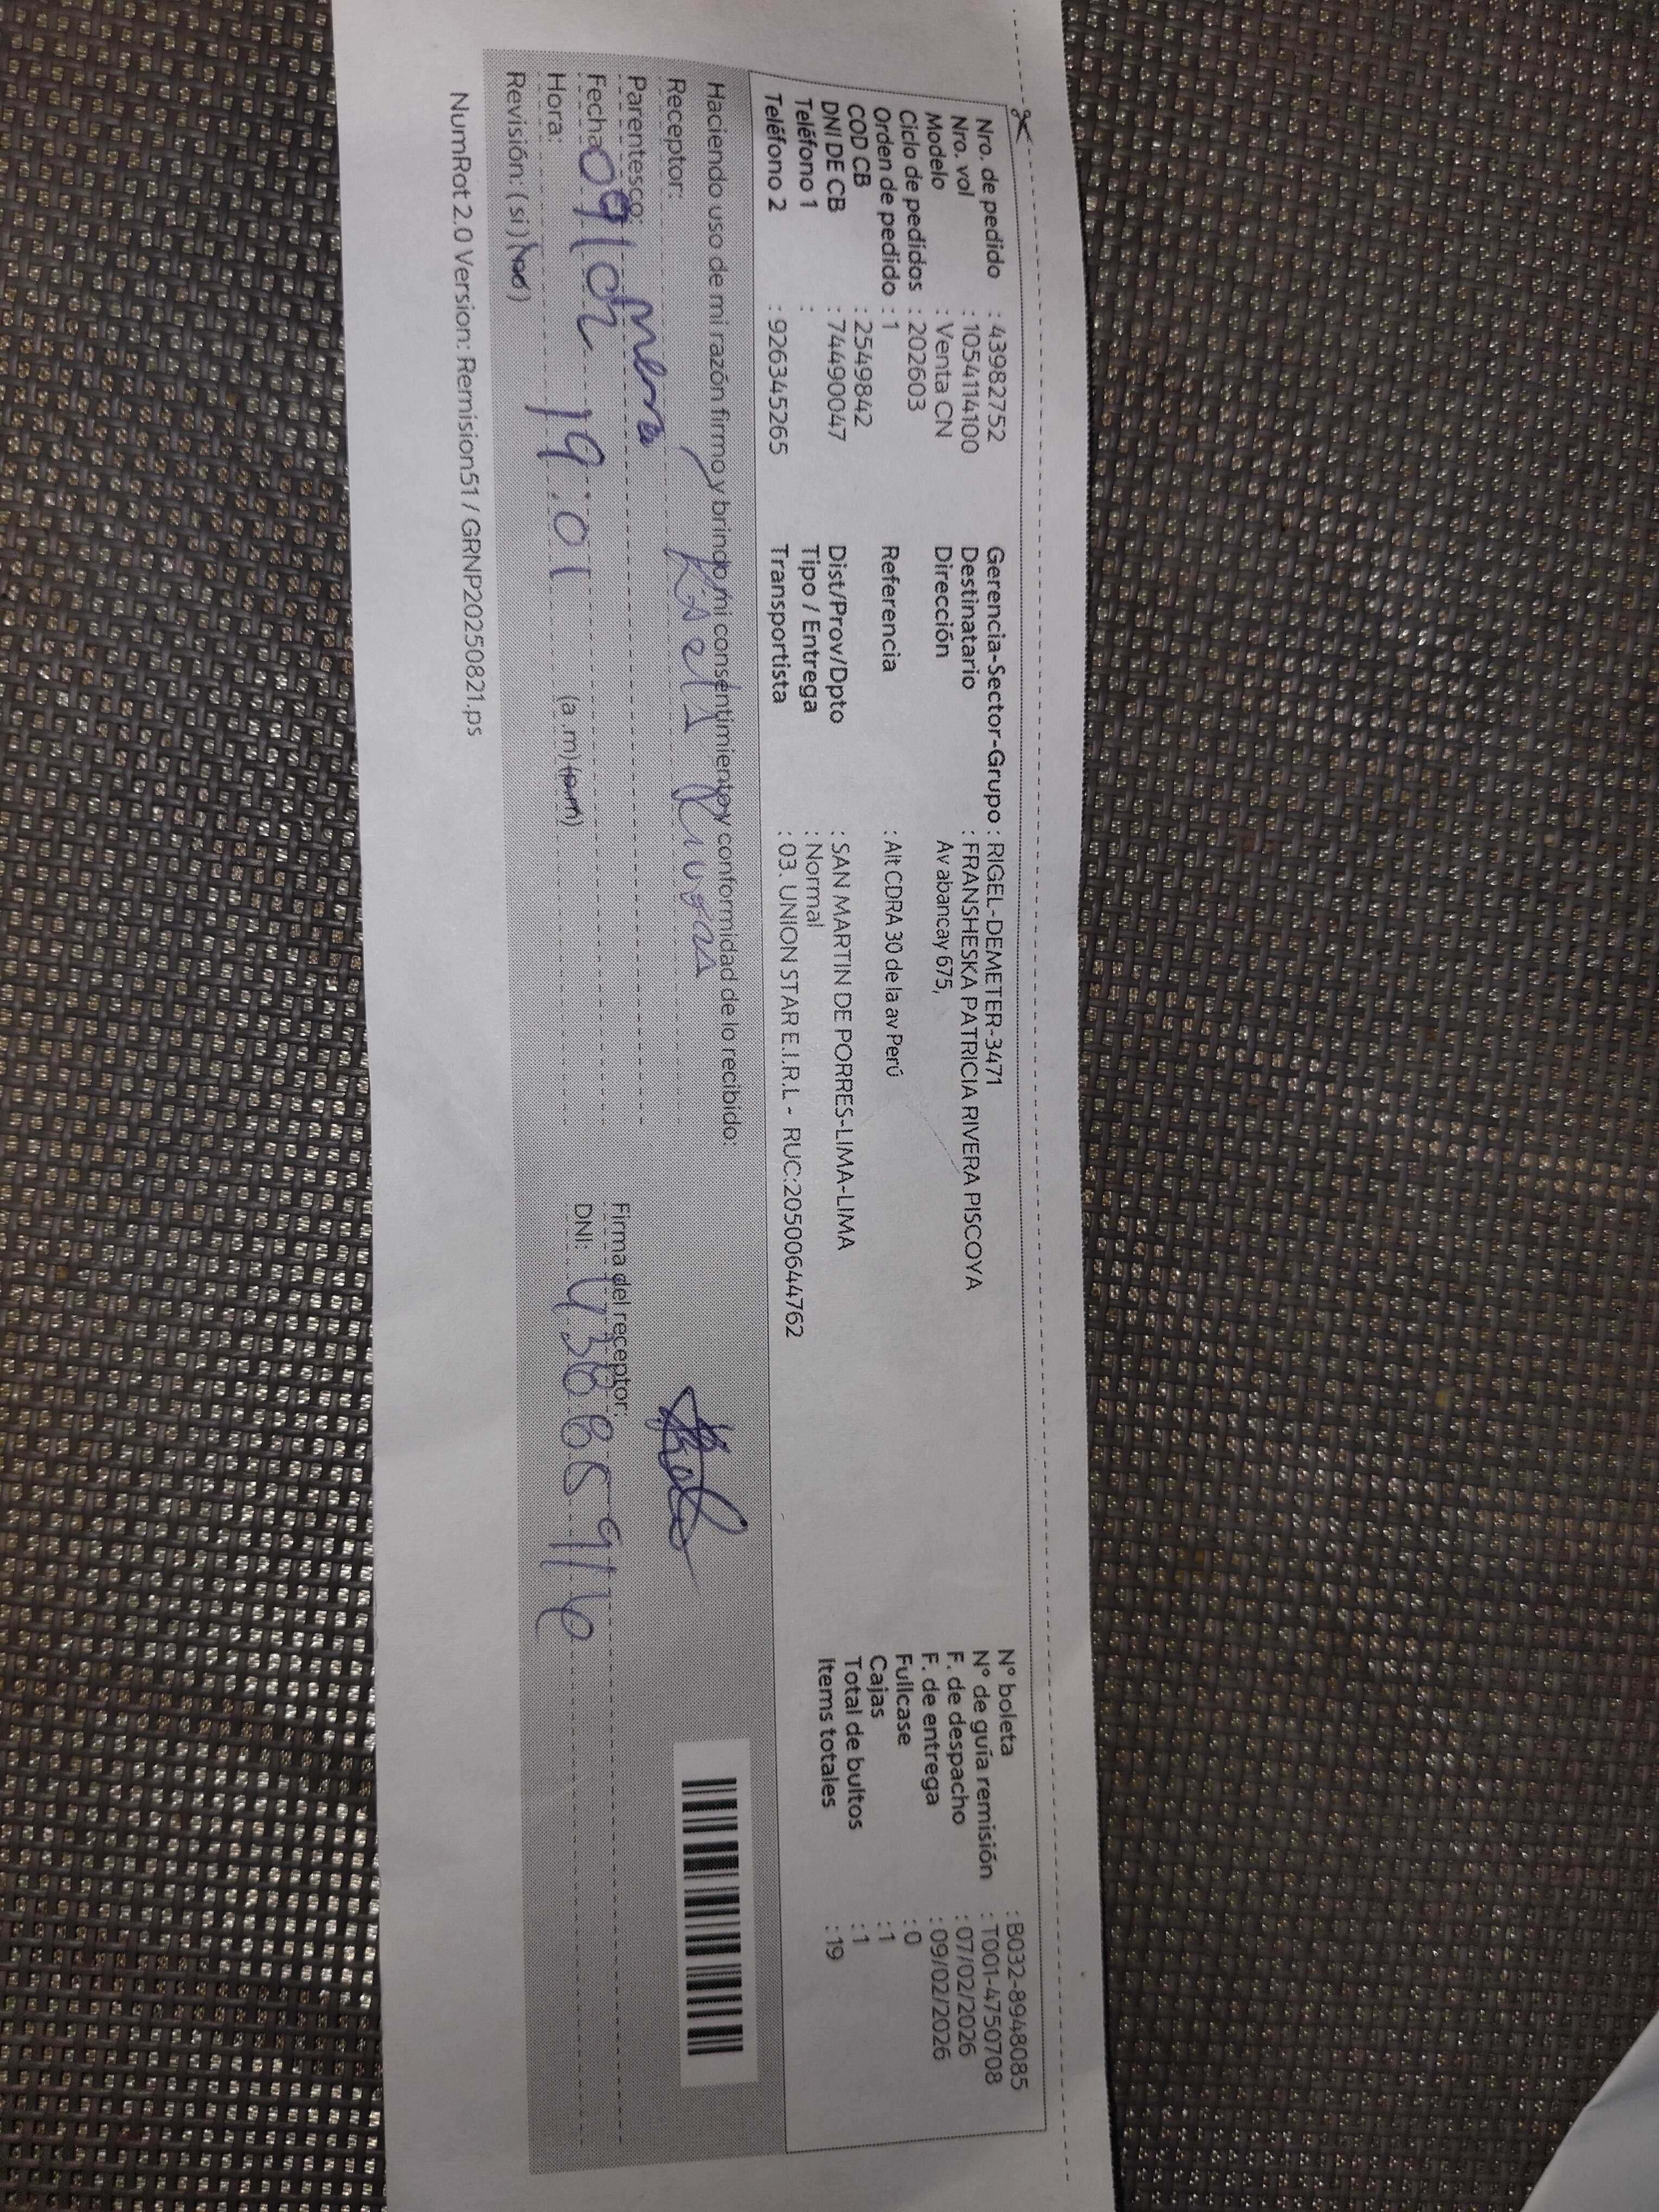 Nro. de pedido : 43982752
Nro. vol : 1054114100
Modelo : Venta CN
Ciclo de pedidos : 202603
Orden de pedido : 1
COD CB : 2549842
DNI DE CB : 74490047
Teléfono 1 :
Teléfono 2 : 926345265
Gerencia-Sector-Grupo : RIGEL-DEMETER-3471
Destinatario : FRANSHESKA PATRICIA RIVERA PISCOYA
Dirección Av abancay 675,
Referencia : Alt CDRA 30 de la av Perú
Dist/Prov/Dpto : SAN MARTIN DE PORRES-LIMA-LIMA
Tipo / Entrega : Normal
Transportista : 03. UNION STAR E.I.R.L - RUC:20500644762
N° boleta : B032-8948085
N° de guía remisión : T001-4750708
F. de despacho : 07/02/2026
F. de entrega : 09/02/2026
Fullcase : 0
Cajas : 1
Total de bultos : 1
Items totales : 19
Haciendo uso de mi razón firmo y brindo mi consentimiento y conformidad de lo recibido:
Receptor:
Parentesco:
Fecha: 09/02
Hora: 19:01 (a.m)(p.m)
Revisión: (si) (no)
Firma del receptor:
DNI:
NumRot 2.0 Version: Remision51 / GRNP20250821.ps